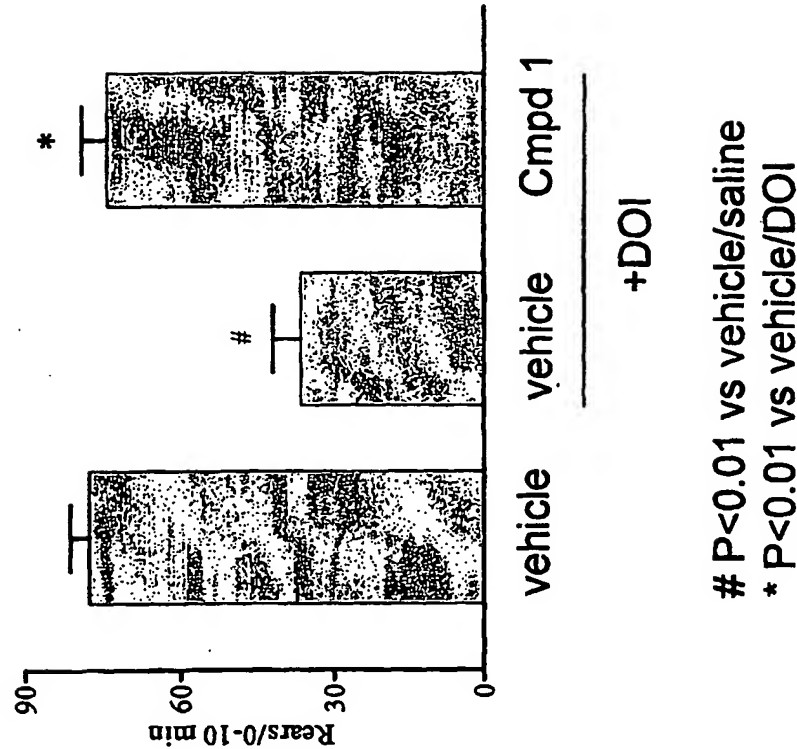 Rears/0-10 min
90
60
30
0
#
*
vehicle
vehicle
Cmpd 1
+DOI
# P<0.01 vs vehicle/saline
* P<0.01 vs vehicle/DOI